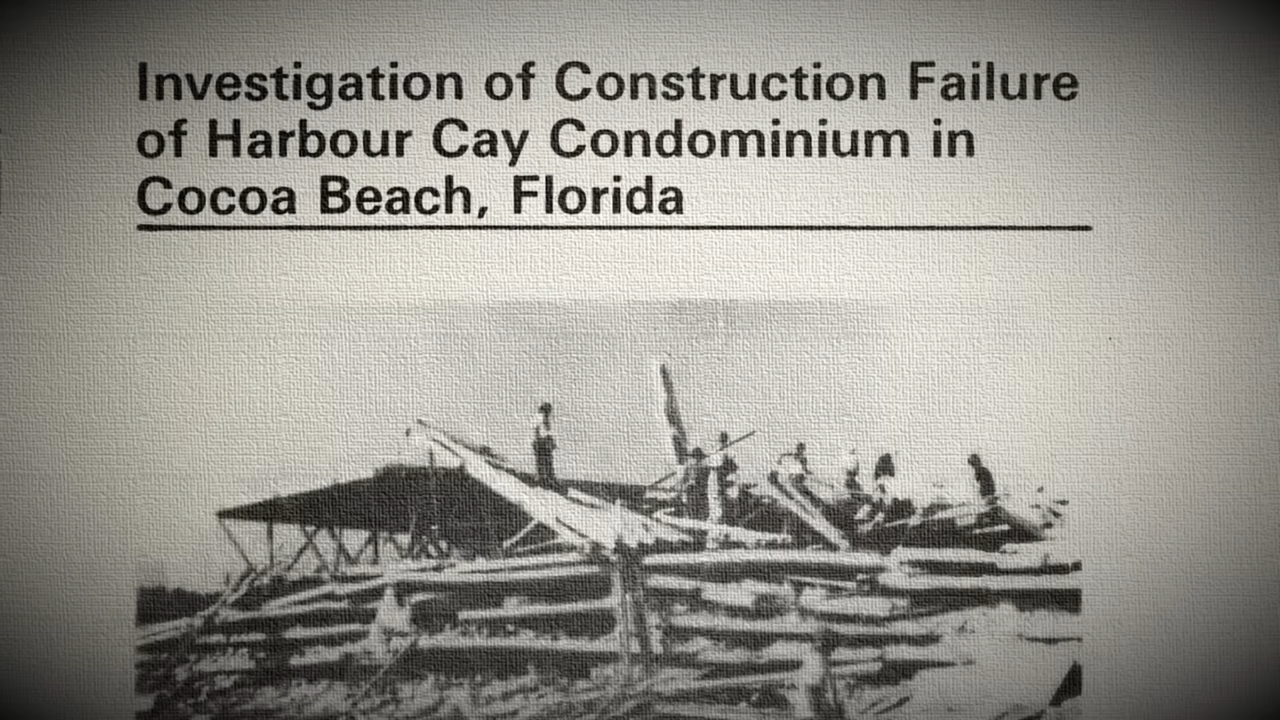 Investigation of Construction Failure
of Harbour Cay Condominium in
Cocoa Beach, Florida